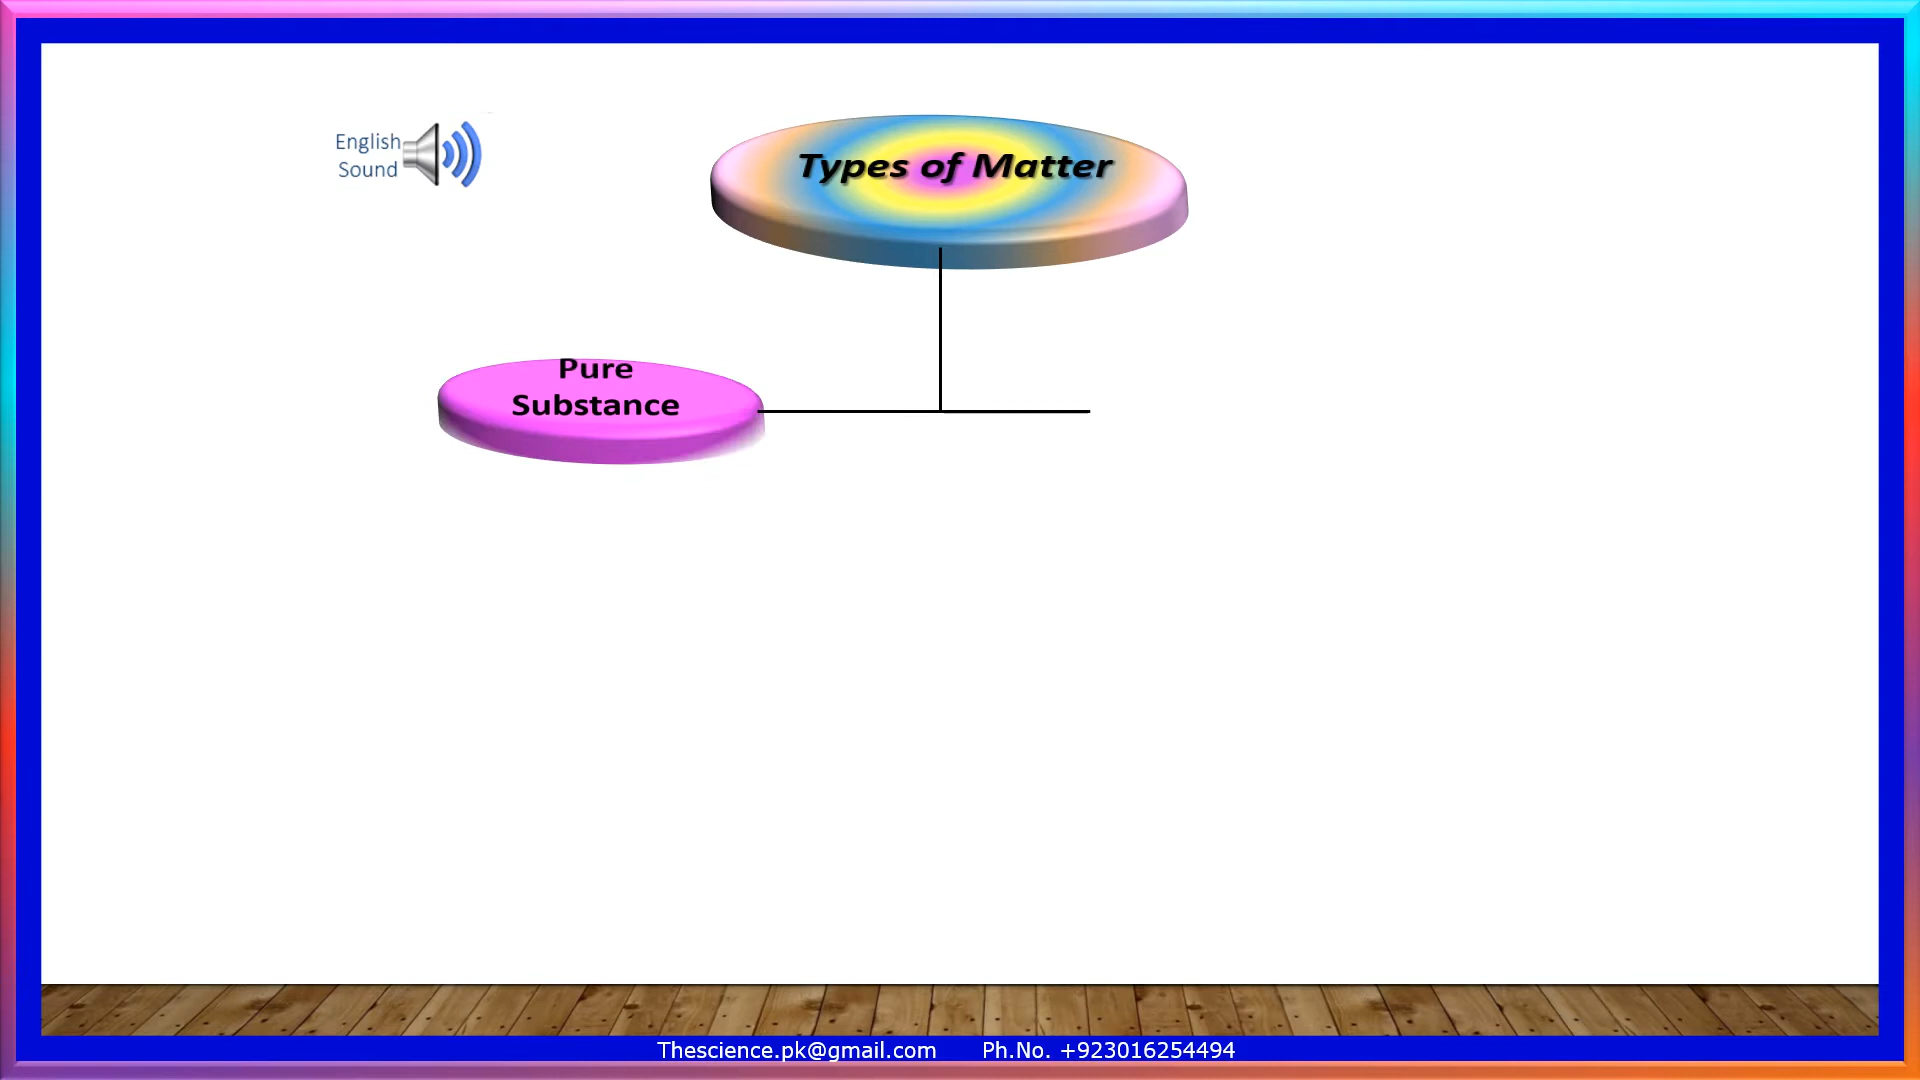 English
Sound
Types of Matter
Pure
Substance
Thescience.pk@gmail.com Ph.No. +923016254494